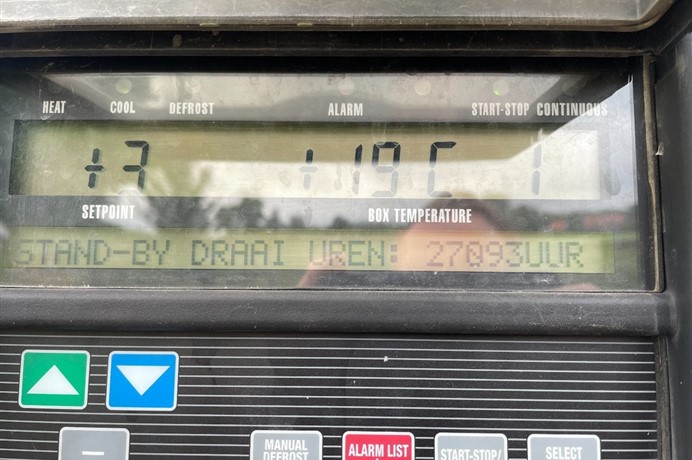 HEAT COOL DEFROST ALARM START-STOP CONTINUOUS
+3 +19C 1
SETPOINT BOX TEMPERATURE
STAND-BY DRAAI UREN: 27093UUR
–
MANUAL DEFROST
ALARM LIST
START-STOP/
SELECT